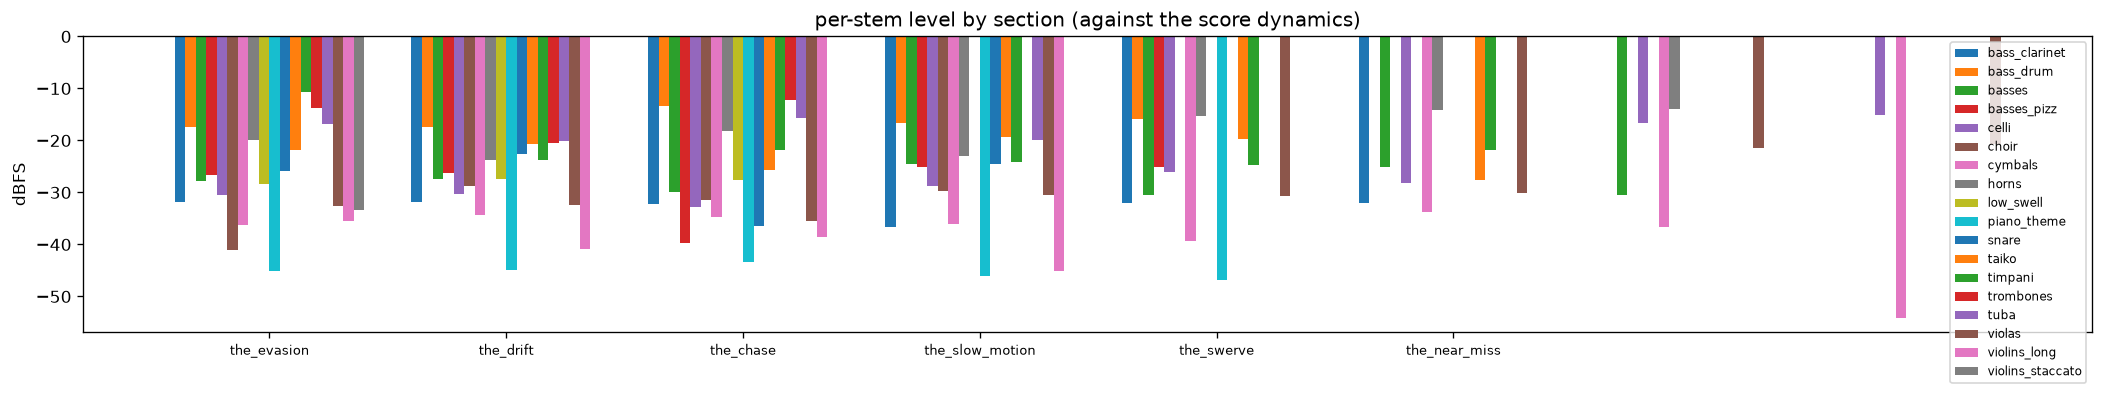 per-stem level by section (against the score dynamics)
dBFS
0
−10
−20
−30
−40
−50
the_evasion
the_drift
the_chase
the_slow_motion
the_swerve
the_near_miss
bass_clarinet
bass_drum
basses
basses_pizz
celli
choir
cymbals
horns
low_swell
piano_theme
snare
taiko
timpani
trombones
tuba
violas
violins_long
violins_staccato